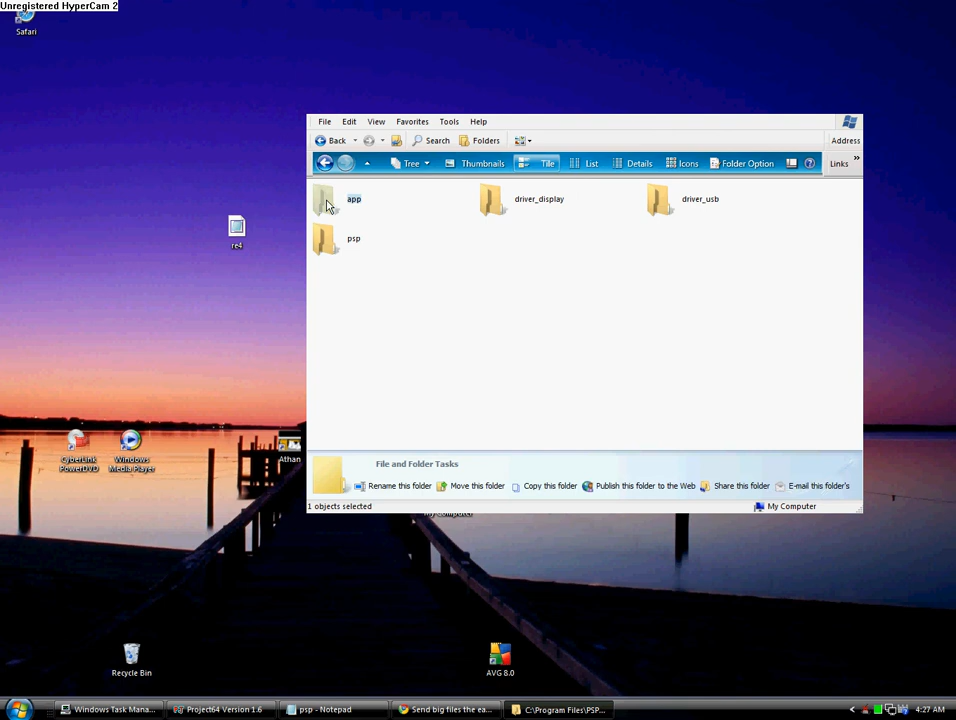 Unregistered HyperCam 2
Safari
File Edit View Favorites Tools Help
Back Search Folders Address
Tree Thumbnails Tile List Details Icons Folder Option Links »
app driver_display driver_usb
psp
re4
CyberLink PowerDVD
Windows Media Player
Athan
File and Folder Tasks
Rename this folder Move this folder Copy this folder Publish this folder to the Web Share this folder E-mail this folder's
1 objects selected My Computer
My Computer
Recycle Bin
AVG 8.0
Windows Task Mana... Project64 Version 1.6 psp - Notepad Send big files the ea... C:\Program Files\PSP... < 4:27 AM